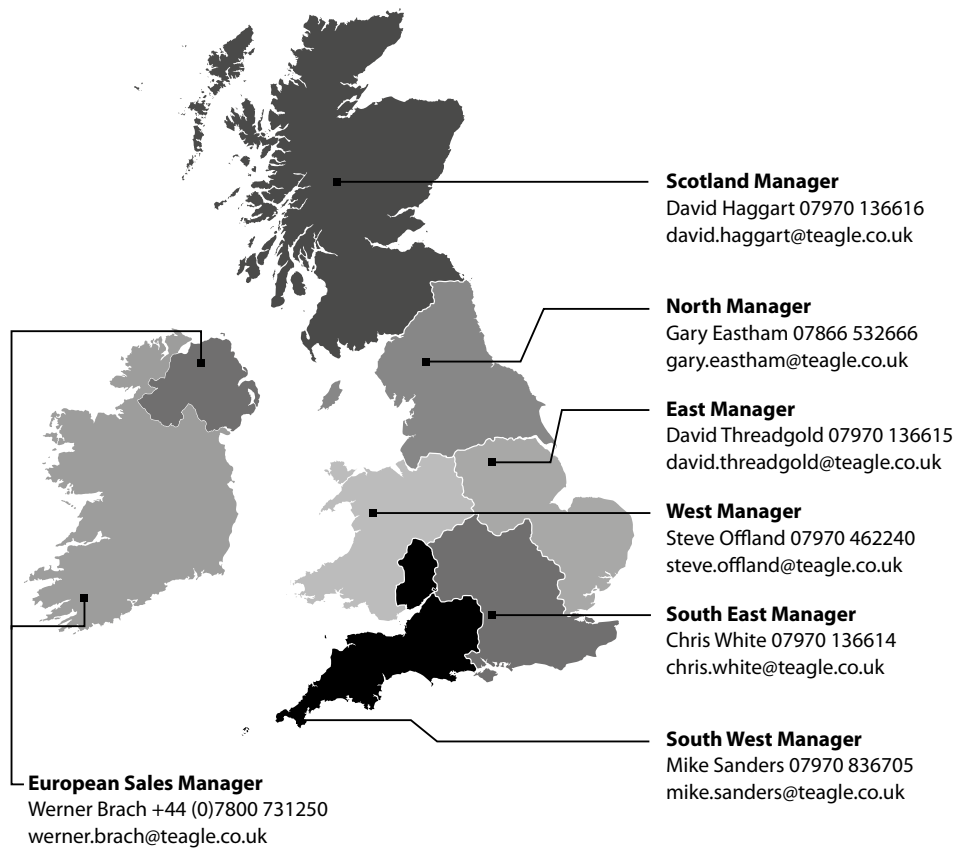 Scotland Manager
David Haggart 07970 136616
david.haggart@teagle.co.uk
North Manager
Gary Eastham 07866 532666
gary.eastham@teagle.co.uk
East Manager
David Threadgold 07970 136615
david.threadgold@teagle.co.uk
West Manager
Steve Offland 07970 462240
steve.offland@teagle.co.uk
South East Manager
Chris White 07970 136614
chris.white@teagle.co.uk
South West Manager
Mike Sanders 07970 836705
mike.sanders@teagle.co.uk
European Sales Manager
Werner Brach +44 (0)7800 731250
werner.brach@teagle.co.uk